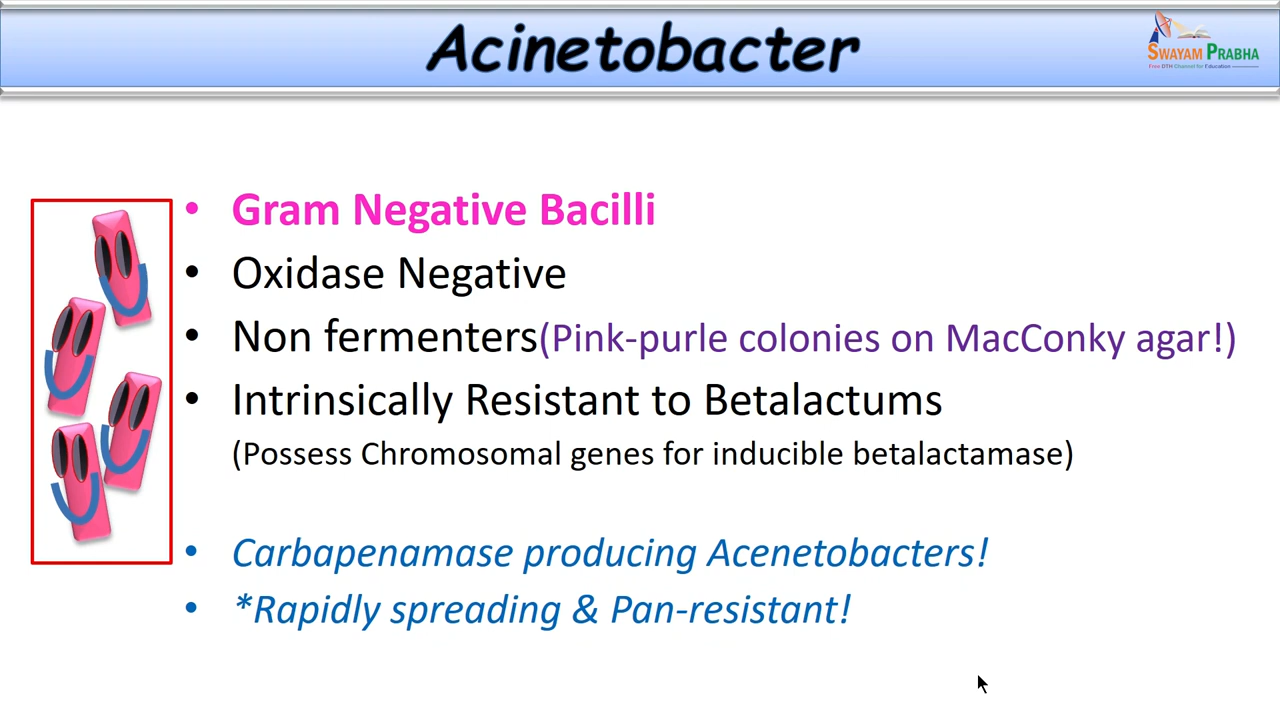 Acinetobacter
SWAYAM PRABHA
Free DTH Channel for Education
• Gram Negative Bacilli
• Oxidase Negative
• Non fermenters(Pink-purle colonies on MacConky agar!)
• Intrinsically Resistant to Betalactums
(Possess Chromosomal genes for inducible betalactamase)
• Carbapenamase producing Acenetobacters!
• *Rapidly spreading & Pan-resistant!